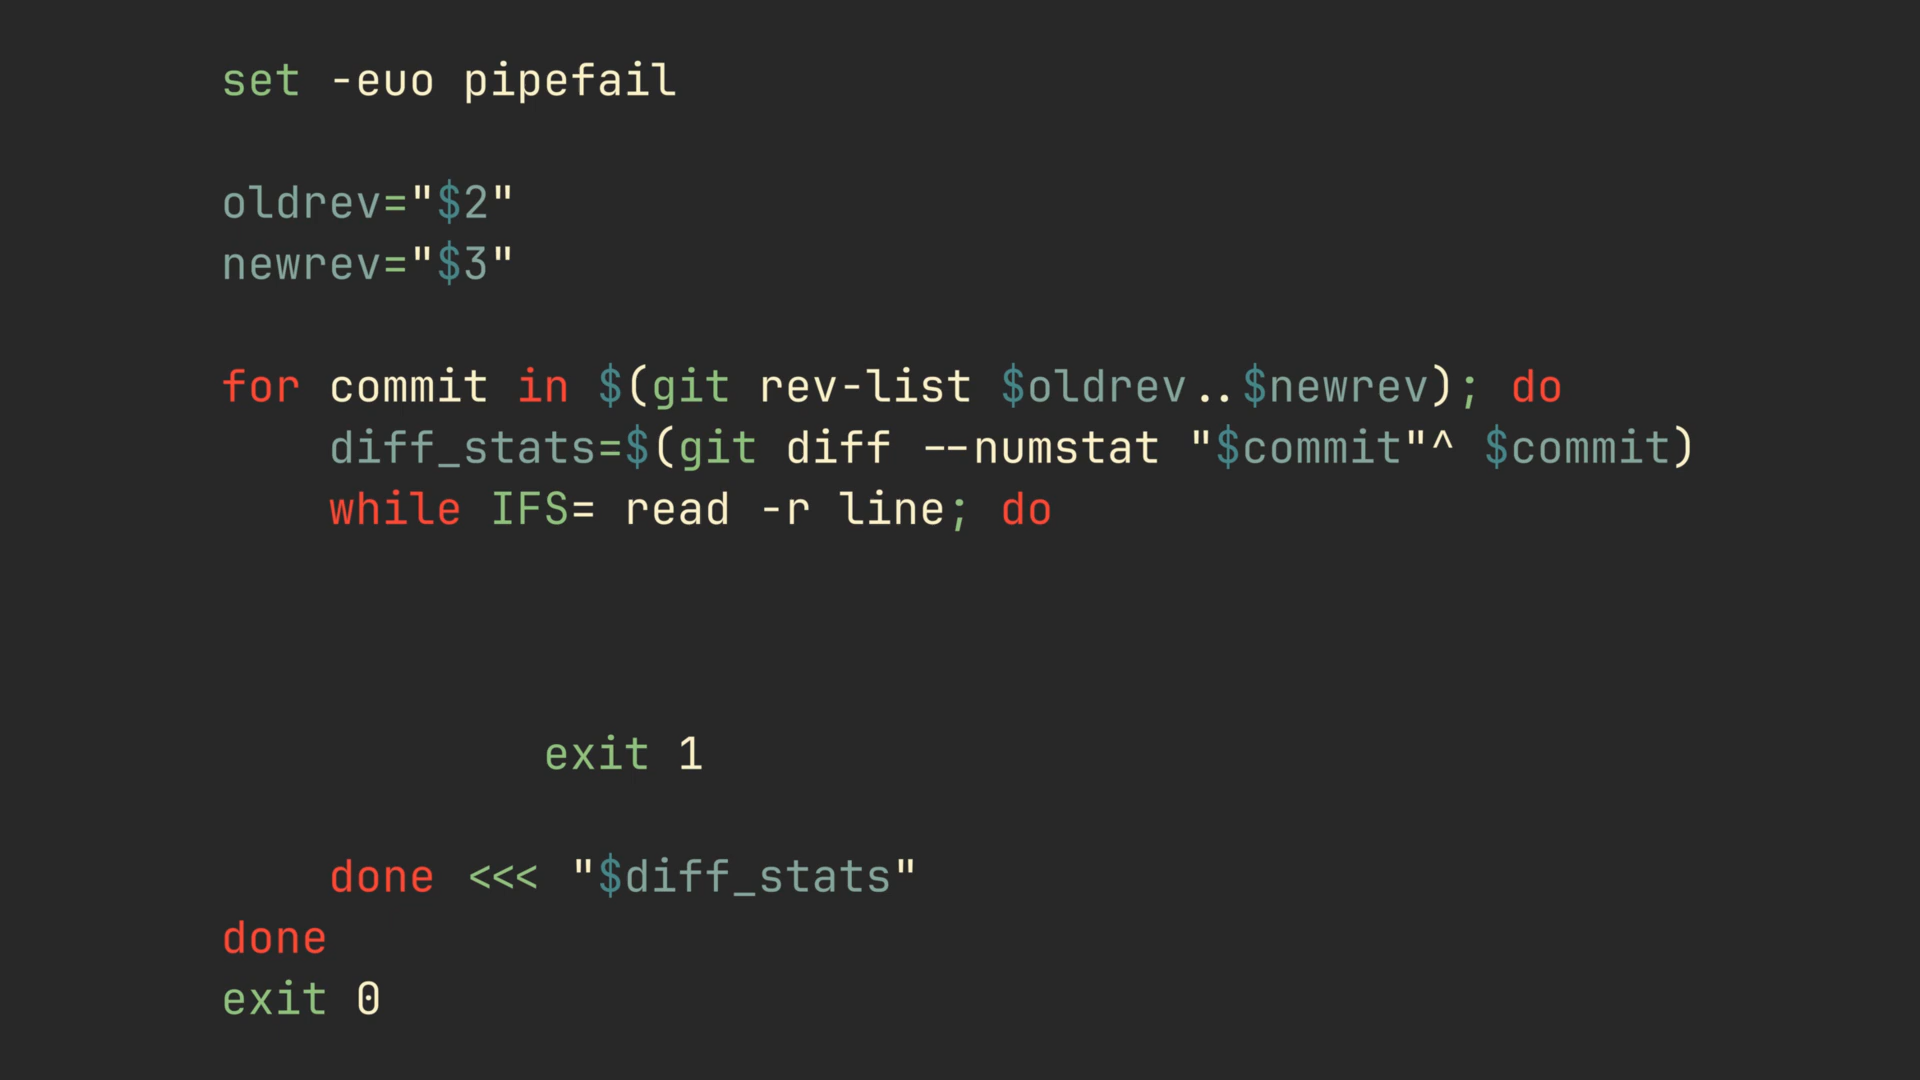 set -euo pipefail
oldrev="$2"
newrev="$3"
for commit in $(git rev-list $oldrev..$newrev); do
diff_stats=$(git diff --numstat "$commit"^ $commit)
while IFS= read -r line; do
exit 1
done <<< "$diff_stats"
done
exit 0